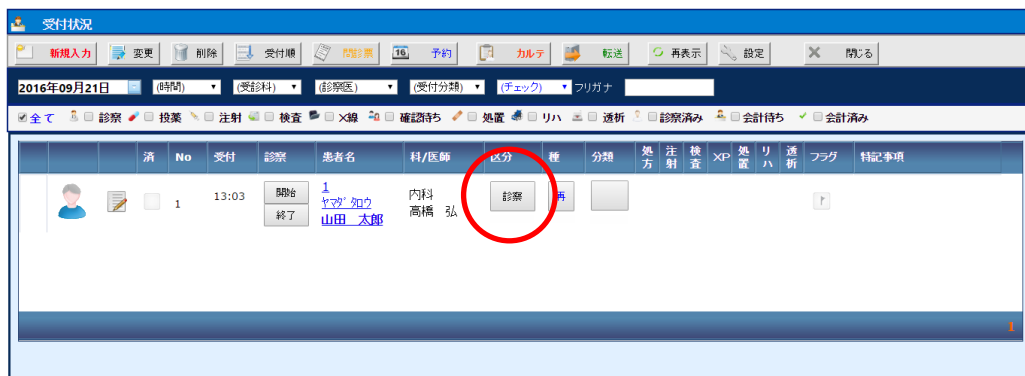 受付状況
新規入力 変更 削除 受付順 問診票 16 予約 カルテ 転送 再表示 設定 閉じる
2016年09月21日 (時間) (受診科) (診察医) (受付分類) (チェック) フリガナ
全て 診察 投薬 注射 検査 X線 確認待ち 処置 リハ 透析 診察済み 会計待ち 会計済み
済 No 受付 診察 患者名 科/医師 区分 種 分類 処方 注射 検査 XP 処置 リハ 透析 フラグ 特記事項
1 13:03 開始 1 内科 診察 再
終了 ヤマダ タロウ 高橋 弘
山田 太郎
1